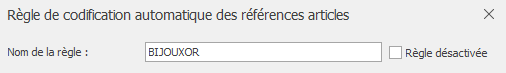 Règle de codification automatique des références articles
Nom de la règle : BIJOUXOR Règle désactivée